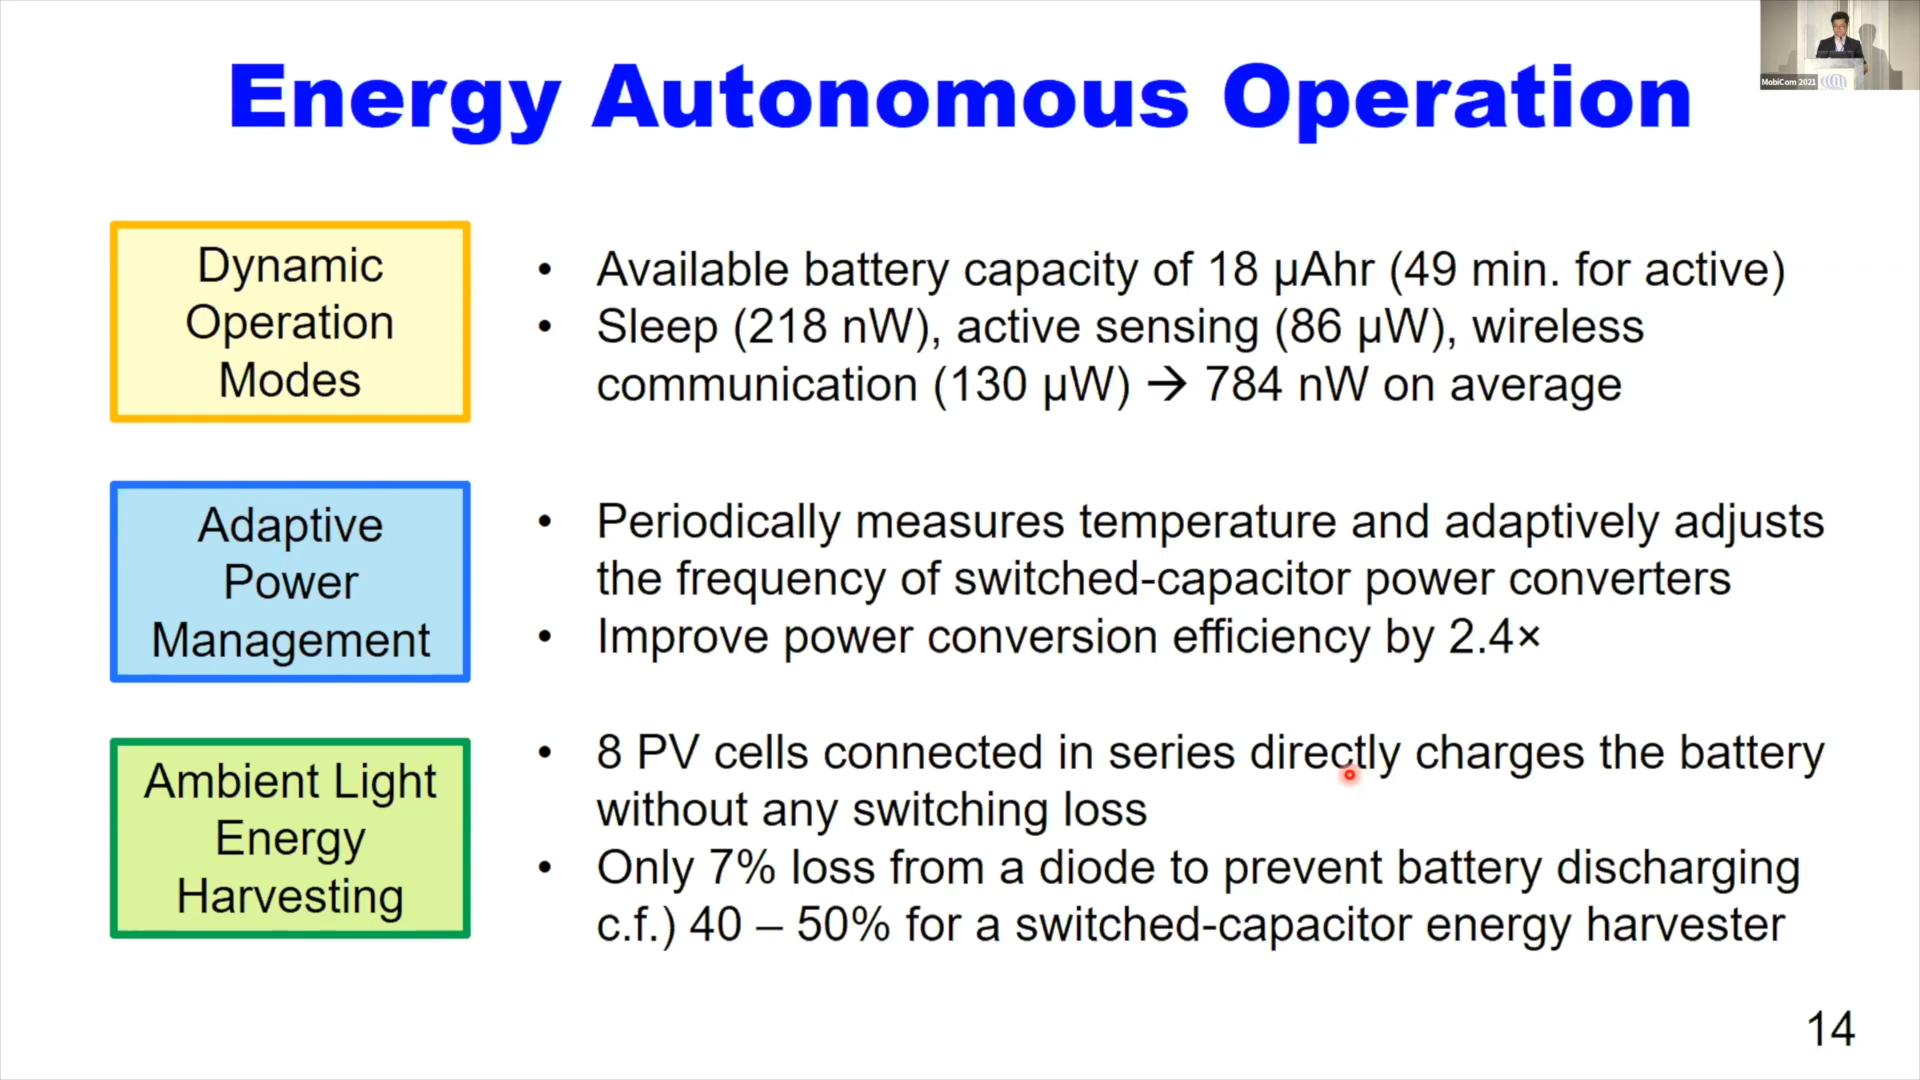 Energy Autonomous Operation
MobiCom 2021
Dynamic
Operation
Modes
• Available battery capacity of 18 µAhr (49 min. for active)
• Sleep (218 nW), active sensing (86 µW), wireless
communication (130 µW) → 784 nW on average
Adaptive
Power
Management
• Periodically measures temperature and adaptively adjusts
the frequency of switched-capacitor power converters
• Improve power conversion efficiency by 2.4×
Ambient Light
Energy
Harvesting
• 8 PV cells connected in series directly charges the battery
without any switching loss
• Only 7% loss from a diode to prevent battery discharging
c.f.) 40 – 50% for a switched-capacitor energy harvester
14